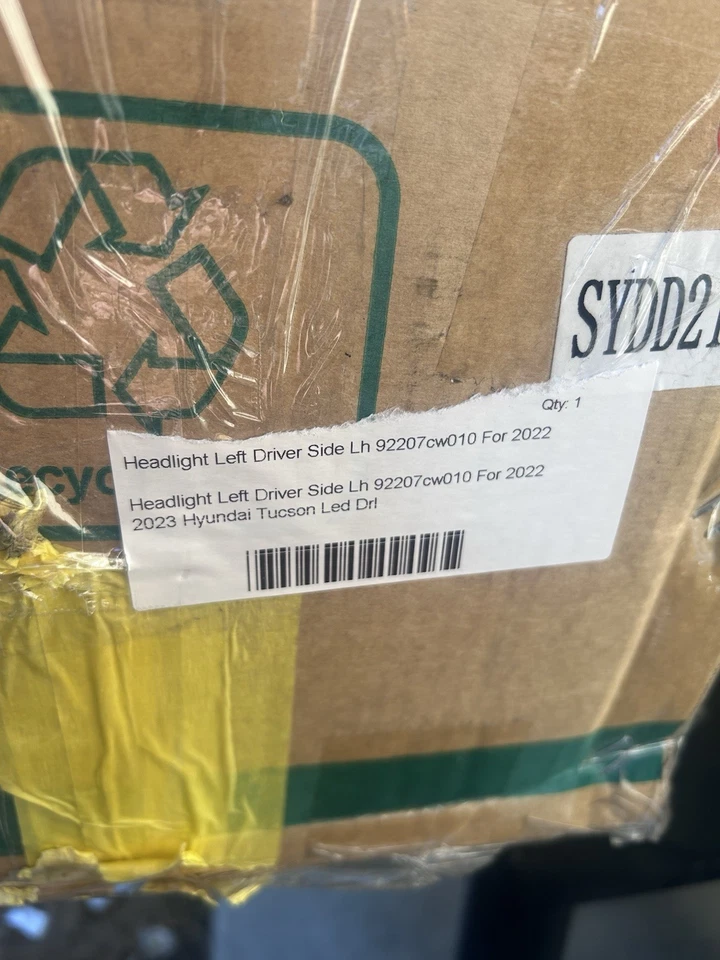 SYDD21
Qty: 1
Headlight Left Driver Side Lh 92207cw010 For 2022
Headlight Left Driver Side Lh 92207cw010 For 2022
2023 Hyundai Tucson Led Drl
ecyc